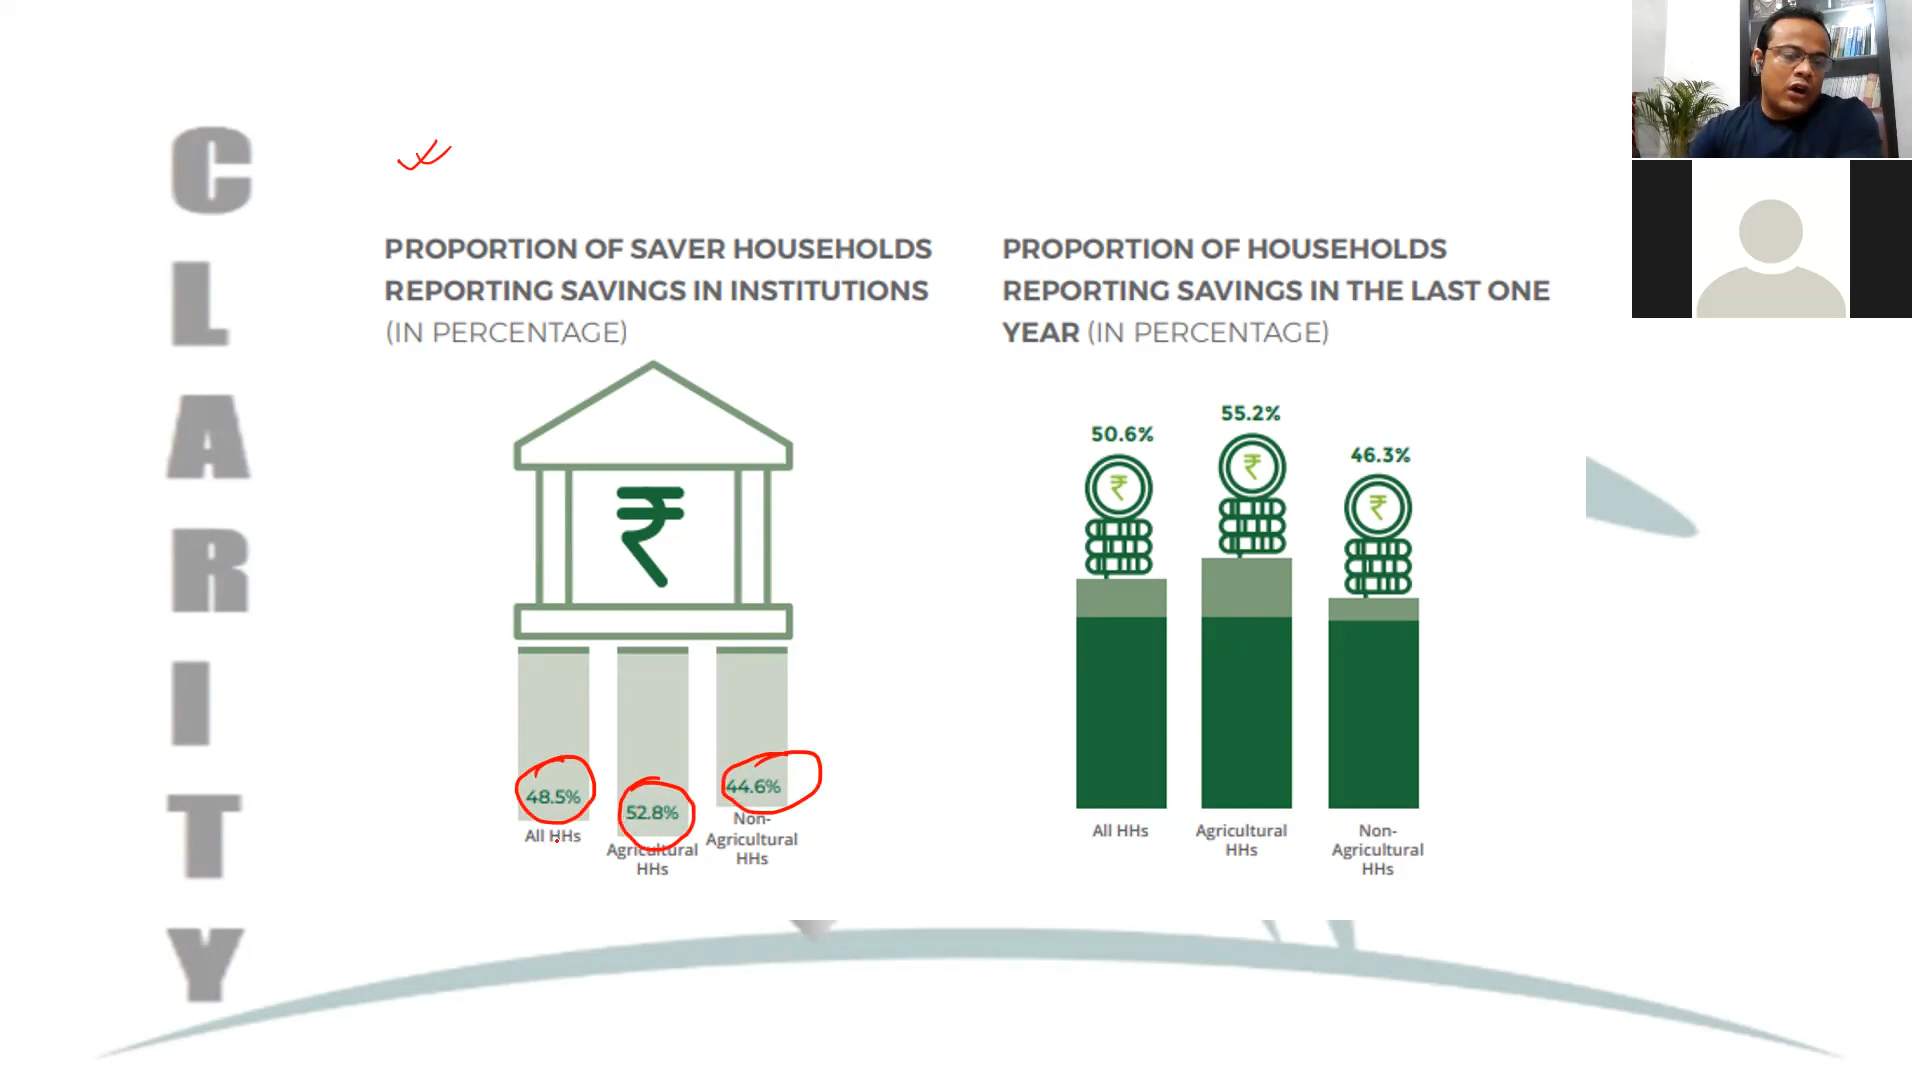 CLARITY
PROPORTION OF SAVER HOUSEHOLDS
REPORTING SAVINGS IN INSTITUTIONS
(IN PERCENTAGE)
₹
48.5%
52.8%
44.6%
All HHs
Agricultural
HHs
Non-
Agricultural
HHs
PROPORTION OF HOUSEHOLDS
REPORTING SAVINGS IN THE LAST ONE
YEAR (IN PERCENTAGE)
50.6%
55.2%
46.3%
₹
₹
₹
All HHs
Agricultural
HHs
Non-
Agricultural
HHs